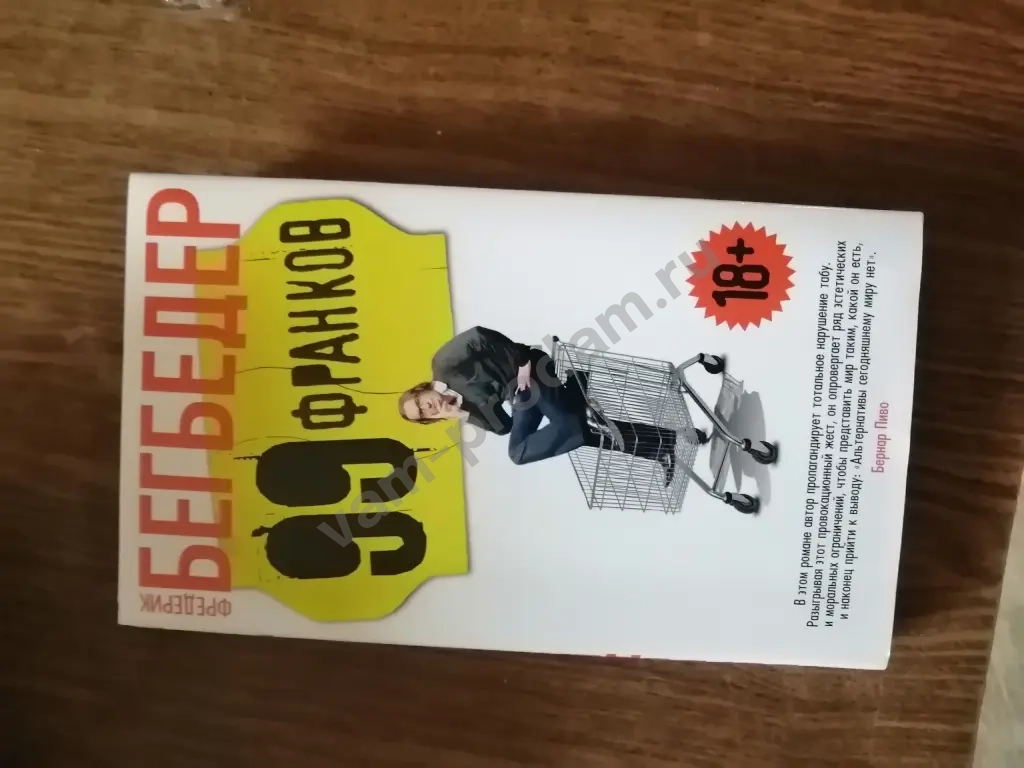 ФРЕДЕРИК
БЕГБЕДЕР
99 ФРАНКОВ
18+
В этом романе автор пропагандирует тотальное нарушение табу.
Разыгрывая этот провокационный жест, он опровергает ряд эстетических
и моральных ограничений, чтобы представить мир таким, какой он есть,
и наконец прийти к выводу: «Альтернативы сегодняшнему миру нет».
Бернар Пиво
vam-prodam.ru